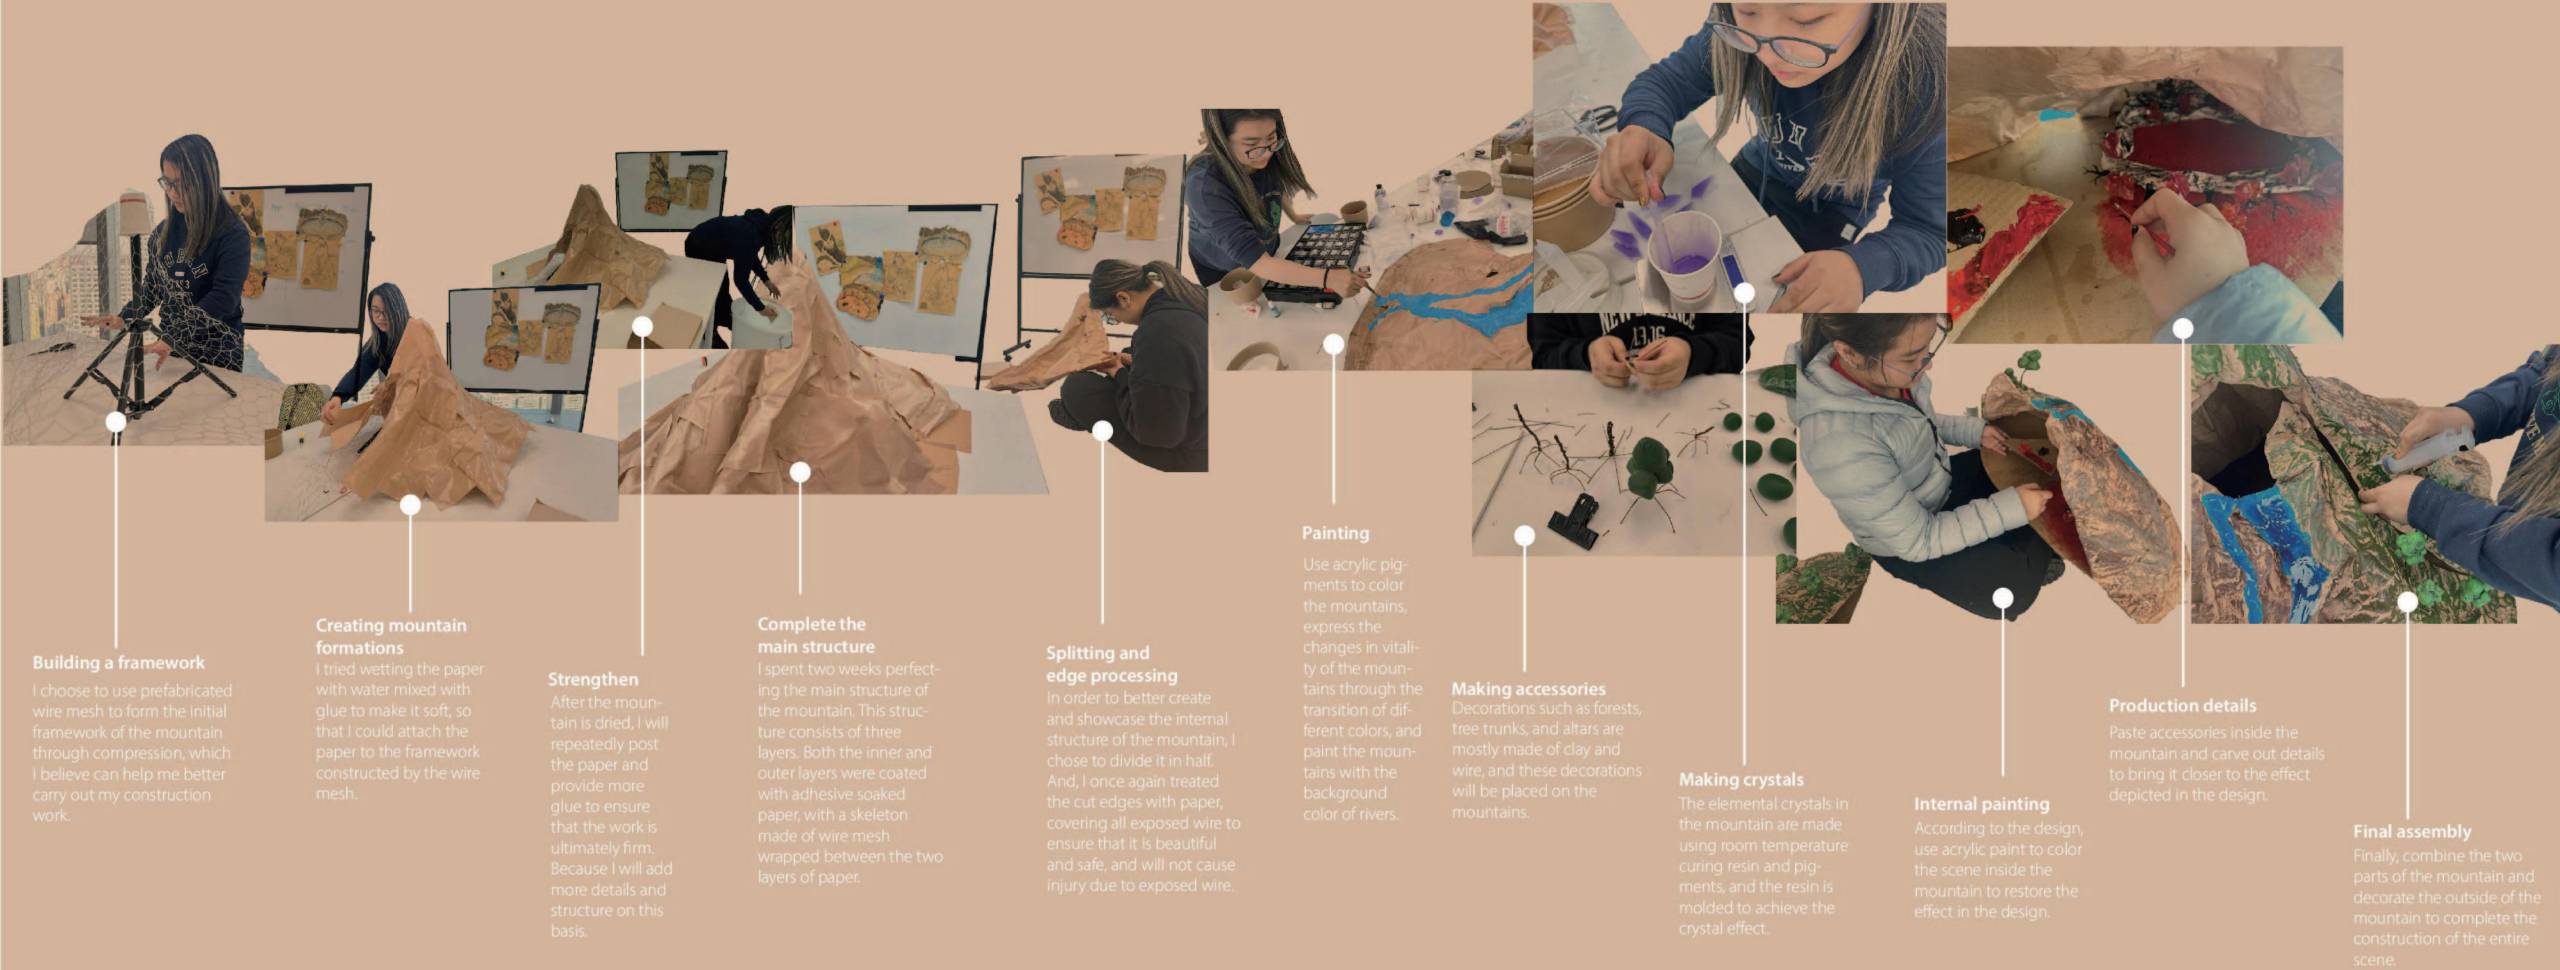 Building a framework
I choose to use prefabricated
wire mesh to form the initial
framework of the mountain
through compression, which
I believe can help me better
carry out my construction
work.
Creating mountain
formations
I tried wetting the paper
with water mixed with
glue to make it soft, so
that I could attach the
paper to the framework
constructed by the wire
mesh.
Strengthen
After the moun-
tain is dried, I will
repeatedly post
the paper and
provide more
glue to ensure
that the work is
ultimately firm.
Because I will add
more details and
structure on this
basis.
Complete the
main structure
I spent two weeks perfect-
ing the main structure of
the mountain. This struc-
ture consists of three
layers. Both the inner and
outer layers were coated
with adhesive soaked
paper, with a skeleton
made of wire mesh
wrapped between the two
layers of paper.
Splitting and
edge processing
In order to better create
and showcase the internal
structure of the mountain, I
chose to divide it in half.
And, I once again treated
the cut edges with paper,
covering all exposed wire to
ensure that it is beautiful
and safe, and will not cause
injury due to exposed wire.
Painting
Use acrylic pig-
ments to color
the mountains,
express the
changes in vitali-
ty of the moun-
tains through the
transition of dif-
ferent colors, and
paint the moun-
tains with the
background
color of rivers.
Making accessories
Decorations such as forests,
tree trunks, and altars are
mostly made of clay and
wire, and these decorations
will be placed on the
mountains.
Making crystals
The elemental crystals in
the mountain are made
using room temperature
curing resin and pig-
ments, and the resin is
molded to achieve the
crystal effect.
Internal painting
According to the design,
use acrylic paint to color
the scene inside the
mountain to restore the
effect in the design.
Production details
Paste accessories inside the
mountain and carve out details
to bring it closer to the effect
depicted in the design.
Final assembly
Finally, combine the two
parts of the mountain and
decorate the outside of the
mountain to complete the
construction of the entire
scene.